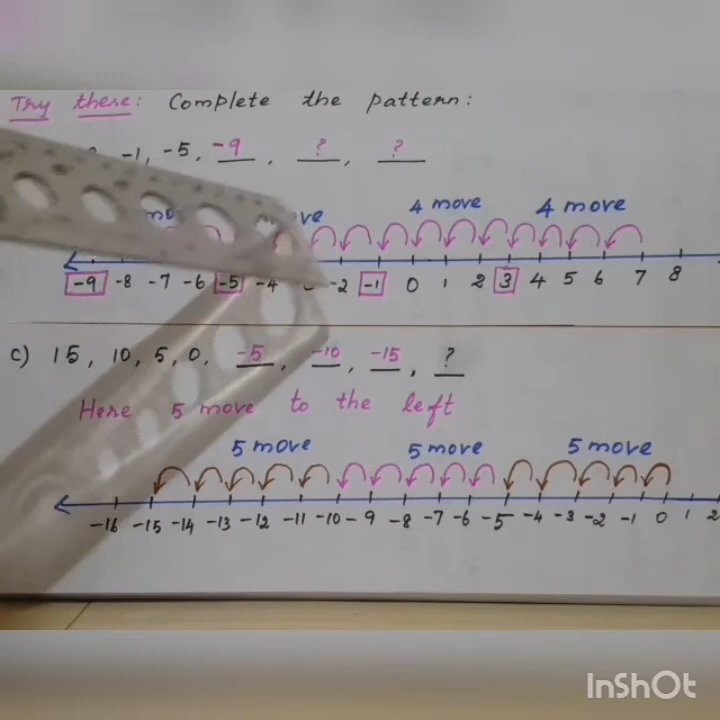 Try these: Complete the pattern:
-1, -5, -9, ?, ?
4 move 4 move
-9 -8 -7 -6 -5 -4 -2 -1 0 1 2 3 4 5 6 7 8
c) 15, 10, 5, 0, -5, -10, -15, ?
Here 5 move to the left
5 move 5 move 5 move
-16 -15 -14 -13 -12 -11 -10 -9 -8 -7 -6 -5 -4 -3 -2 -1 0 1 2
InShOt